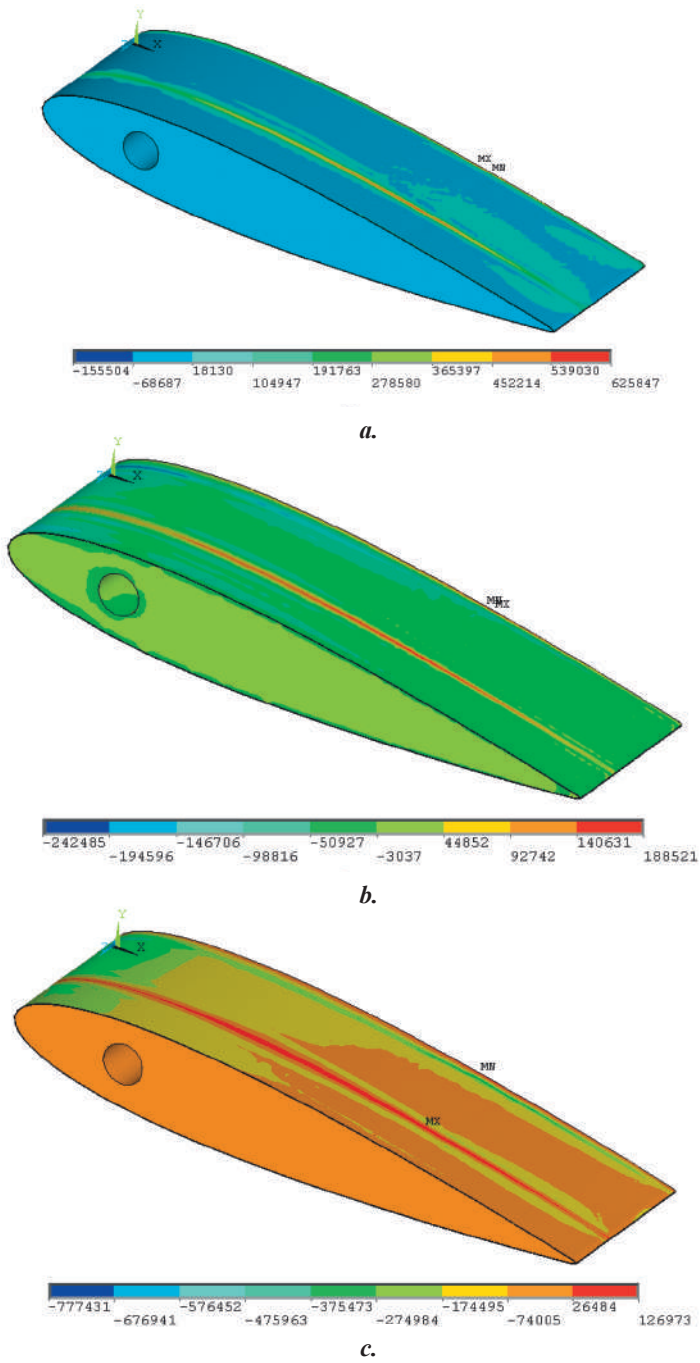 Y
Z X
MX
MN
-155504 18130 191763 365397 539030
-68687 104947 278580 452214 625847
a.
Y
Z X
MN
MX
-242485 -146706 -50927 44852 140631
-194596 -98816 -3037 92742 188521
b.
Y
Z X
MN
MX
-777431 -576452 -375473 -174495 26484
-676941 -475963 -274984 -74005 126973
c.